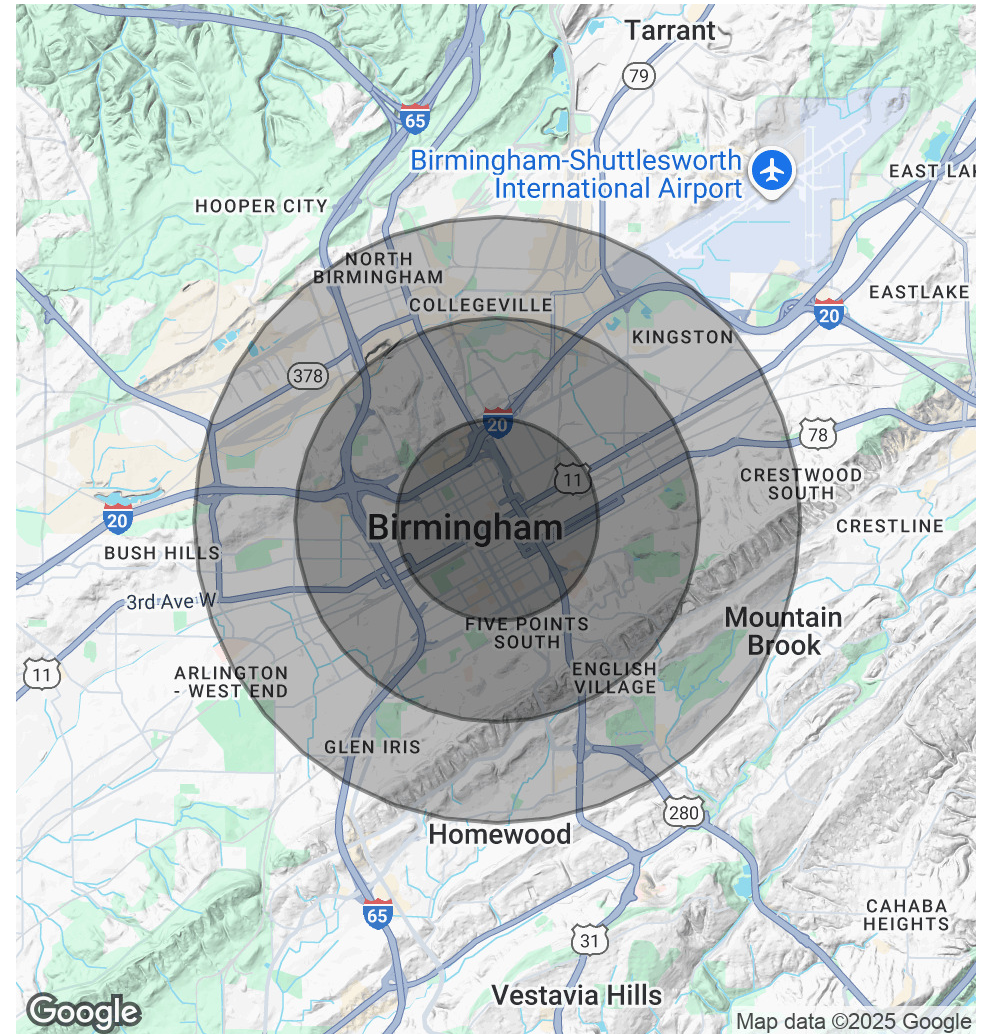 Tarrant
79
65
Birmingham-Shuttlesworth
International Airport
EAST LAK
HOOPER CITY
NORTH
BIRMINGHAM
COLLEGEVILLE
EASTLAKE
20
KINGSTON
378
20
78
11
CRESTWOOD
SOUTH
20
Birmingham
CRESTLINE
BUSH HILLS
3rd Ave W
FIVE POINTS
SOUTH
Mountain
Brook
11
ARLINGTON
- WEST END
ENGLISH
VILLAGE
GLEN IRIS
280
Homewood
65
31
CAHABA
HEIGHTS
Vestavia Hills
Google
Map data ©2025 Google